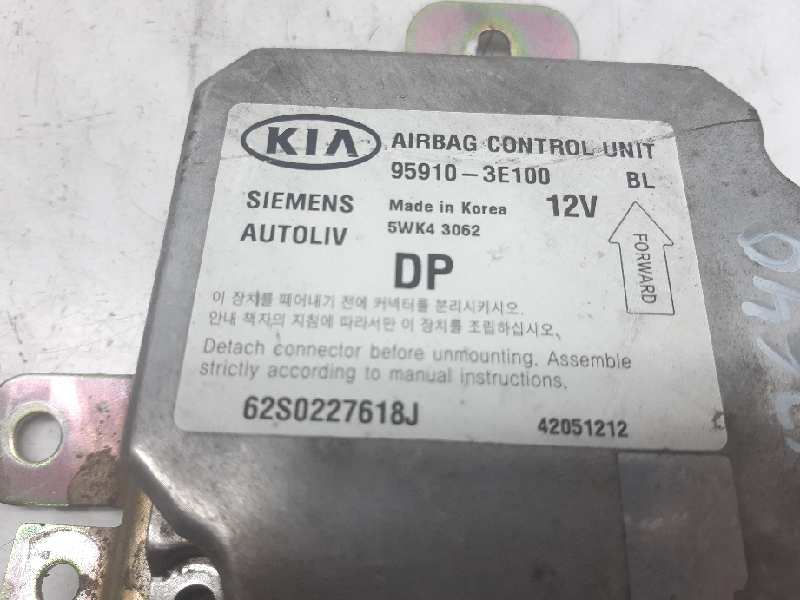 KIA AIRBAG CONTROL UNIT
95910-3E100 BL
SIEMENS Made in Korea 12V
AUTOLIV 5WK4 3062
DP
FORWARD
이 장치를 떼어내기 전에 커넥터를 분리시키시오.
안내 책자의 지침에 따라서만 이 장치를 조립하십시오.
Detach connector before unmounting. Assemble
strictly according to manual instructions.
62S0227618J 42051212